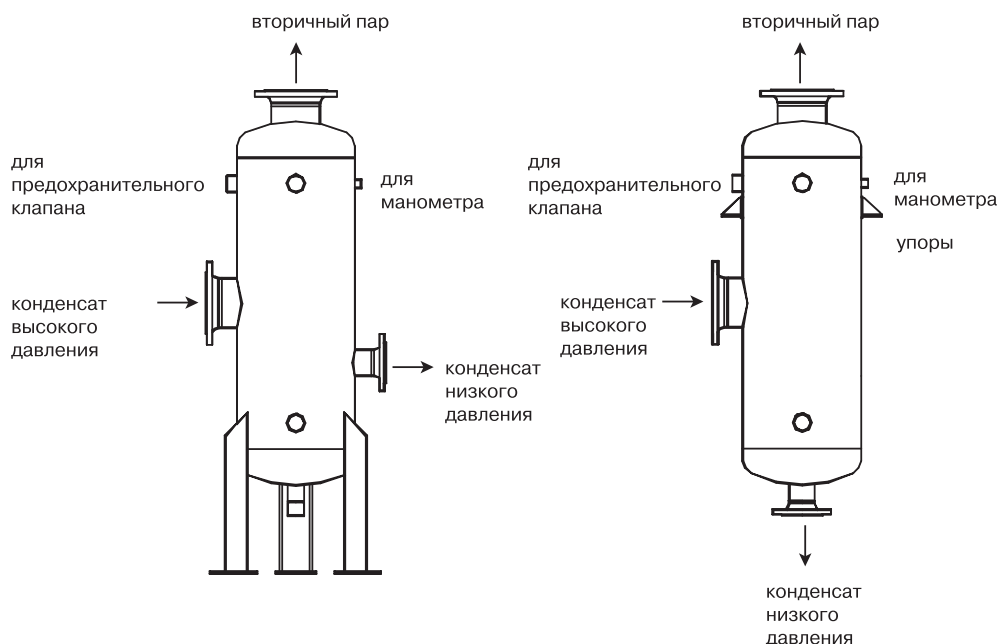 вторичный пар
для
предохранительного
клапана
для
манометра
конденсат
высокого
давления
конденсат
низкого
давления
вторичный пар
для
предохранительного
клапана
для
манометра
упоры
конденсат
высокого
давления
конденсат
низкого
давления